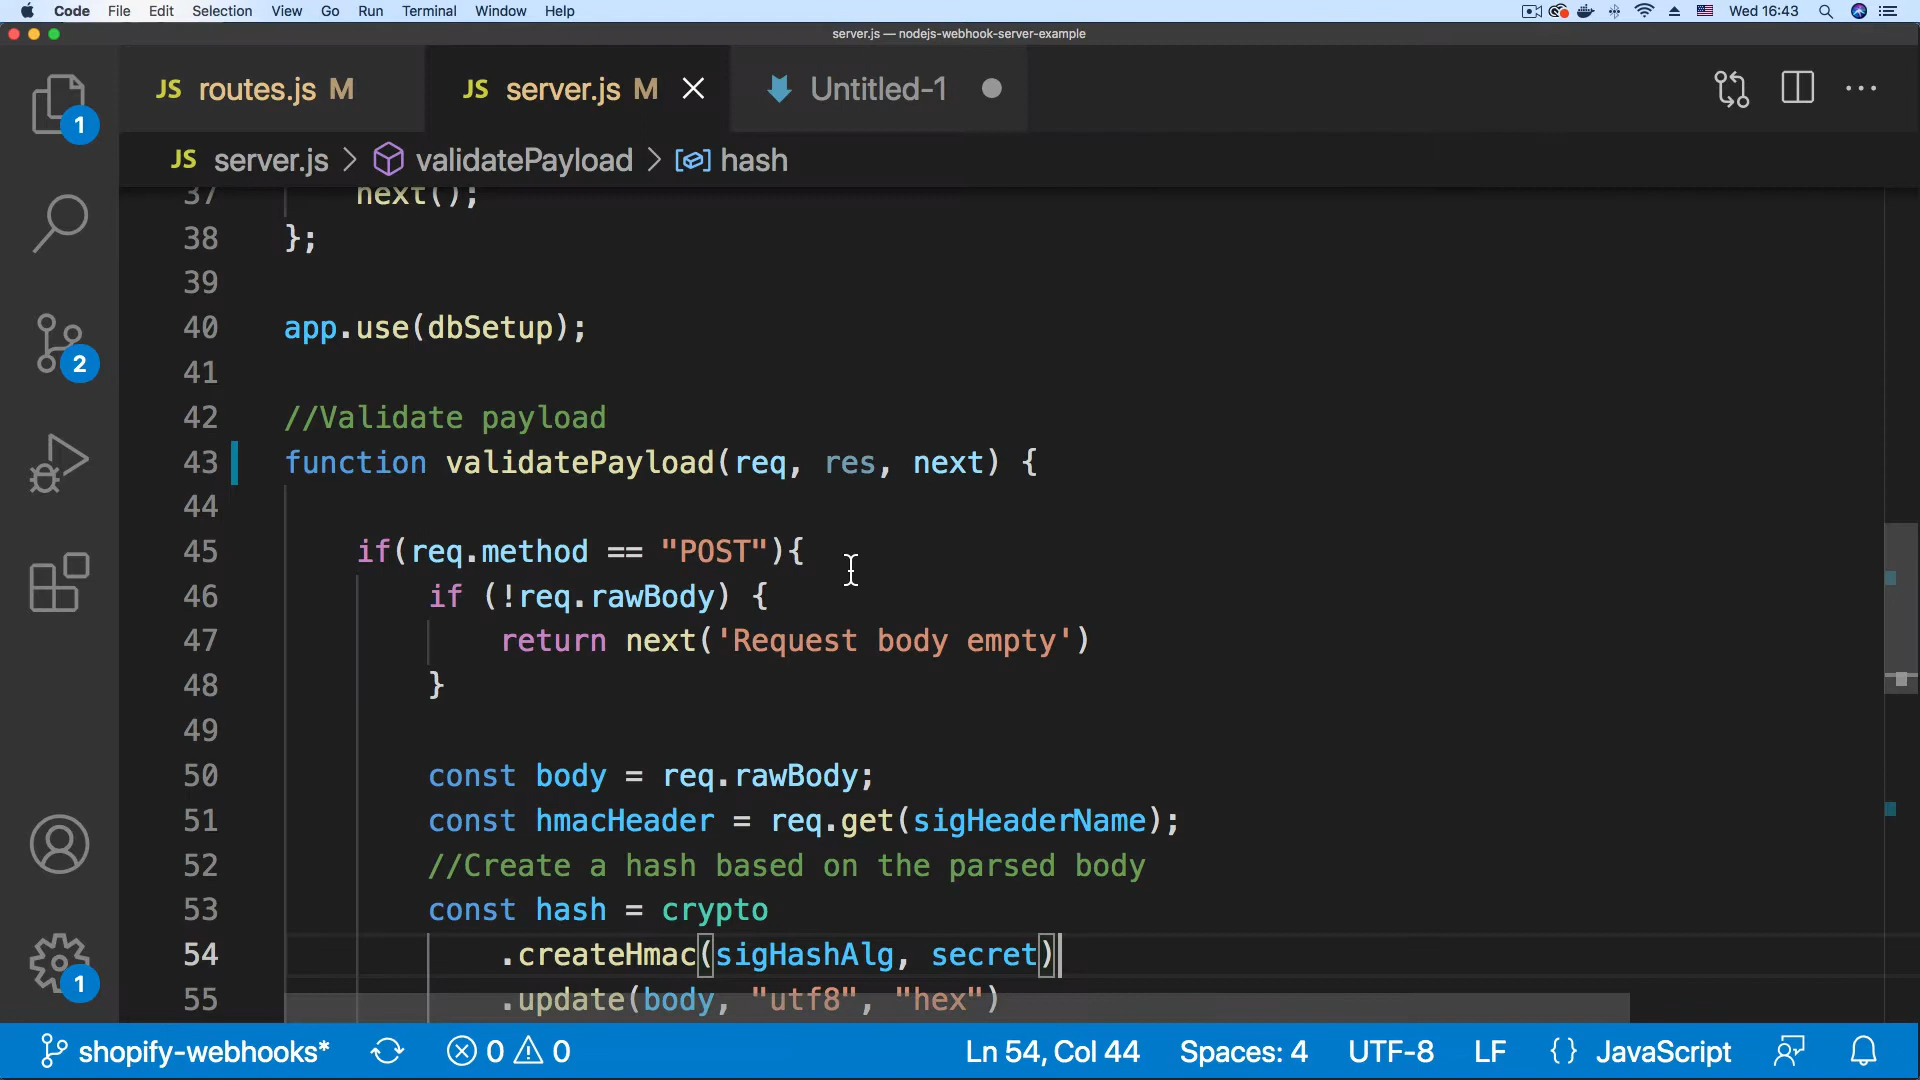 Code File Edit Selection View Go Run Terminal Window Help Wed 16:43
server.js — nodejs-webhook-server-example
JS routes.js M JS server.js M Untitled-1
JS server.js > validatePayload > hash
37 next();
38 };
39
40 app.use(dbSetup);
41
42 //Validate payload
43 function validatePayload(req, res, next) {
44
45 if(req.method == "POST"){
46 if (!req.rawBody) {
47 return next('Request body empty')
48 }
49
50 const body = req.rawBody;
51 const hmacHeader = req.get(sigHeaderName);
52 //Create a hash based on the parsed body
53 const hash = crypto
54 .createHmac(sigHashAlg, secret)
55 .update(body, "utf8", "hex")
1
2
1
shopify-webhooks* 0 0 Ln 54, Col 44 Spaces: 4 UTF-8 LF {} JavaScript